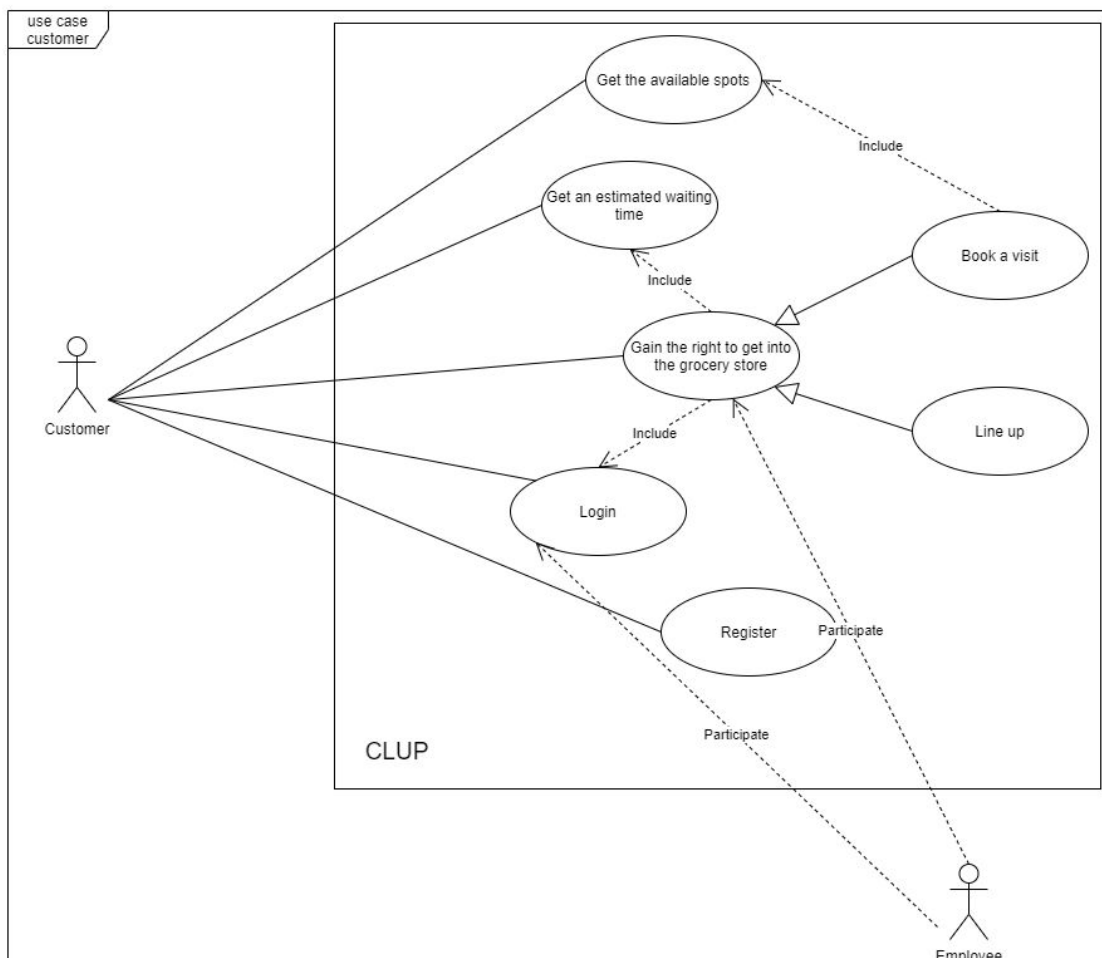 use case
customer
Get the available spots
Include
Get an estimated waiting
time
Book a visit
Include
Gain the right to get into
the grocery store
Customer
Include
Line up
Login
Register
Participate
Participate
CLUP
Employee